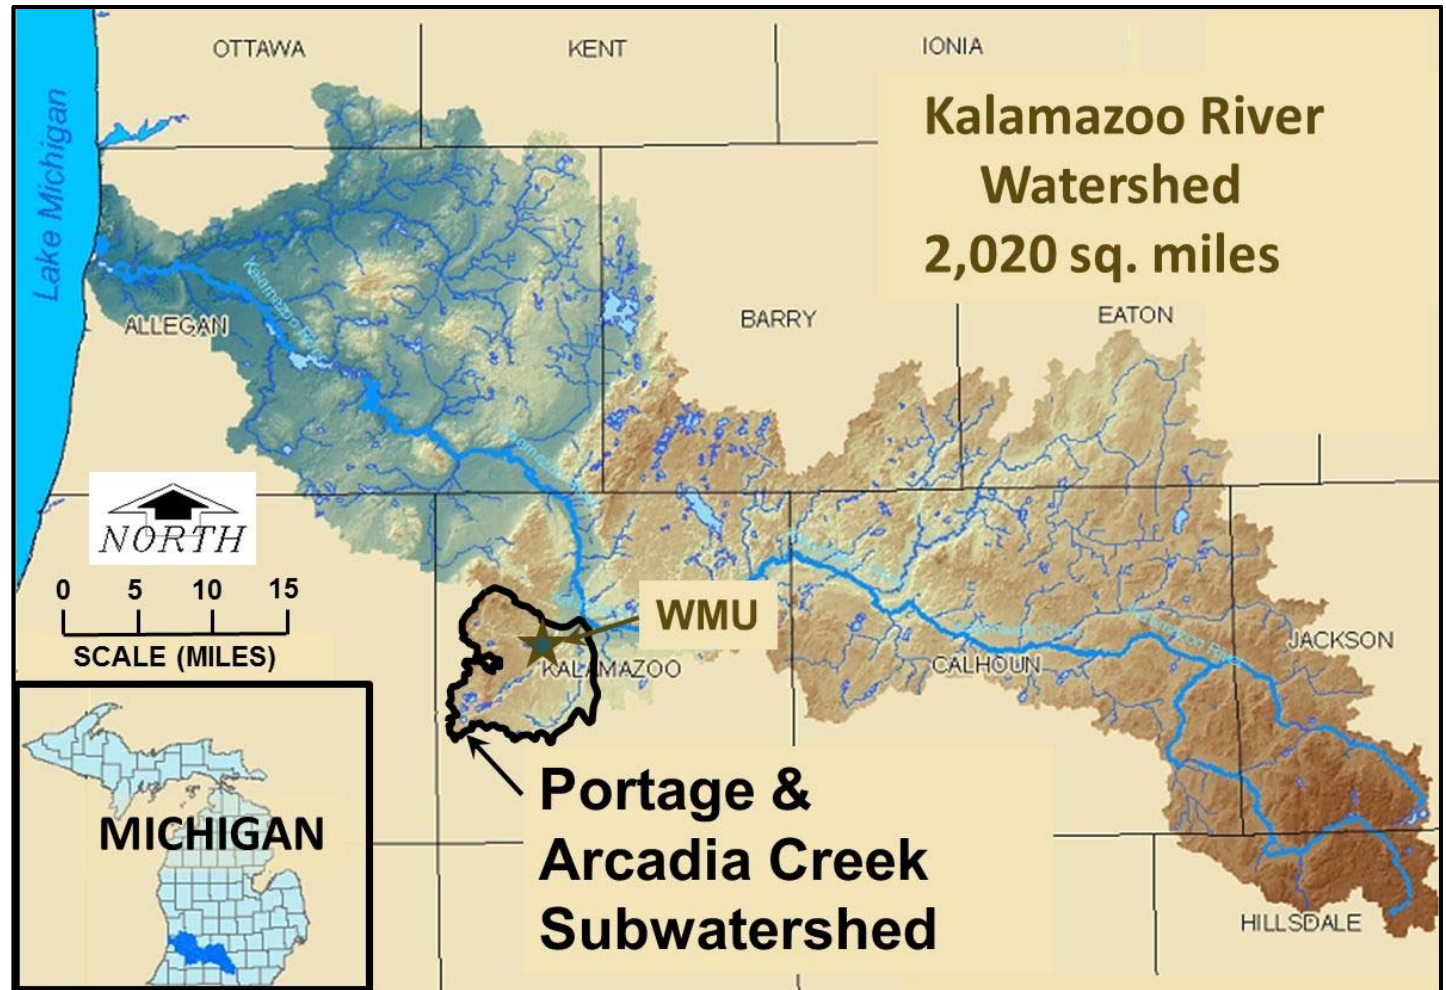 OTTAWA
KENT
IONIA
Lake Michigan
Kalamazoo River
Watershed
2,020 sq. miles
ALLEGAN
BARRY
EATON
NORTH
0 5 10 15
SCALE (MILES)
WMU
KALAMAZOO
CALHOUN
JACKSON
Portage &
Arcadia Creek
Subwatershed
MICHIGAN
HILLSDALE